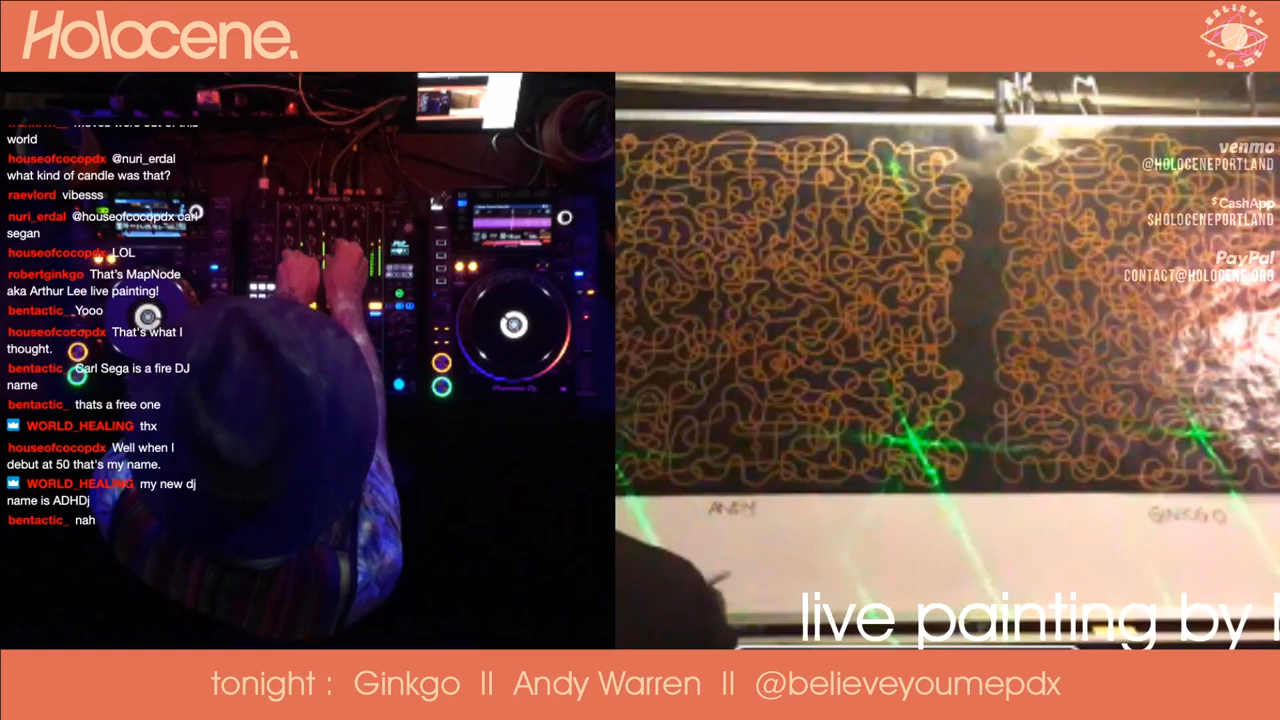 Holocene.
BELIEVE
world
houseofcocopdx @nuri_erdal
what kind of candle was that?
raevlord vibesss
nuri_erdal @houseofcocopdx carl
segan
houseofcocopdx LOL
robertginkgo That's MapNode
aka Arthur Lee live painting!
bentactic_ Yooo
houseofcocopdx That's what I
thought.
bentactic_ Carl Sega is a fire DJ
name
bentactic_ thats a free one
WORLD_HEALING thx
houseofcocopdx Well when I
debut at 50 that's my name.
WORLD_HEALING my new dj
name is ADHDj
bentactic_ nah
venmo
@HOLOCENEPORTLAND
$CashApp
$HOLOCENEPORTLAND
PayPal
CONTACT@HOLOCENE.ORG
ANDY
GINKGO
live painting by
tonight : Ginkgo || Andy Warren || @believeyoumepdx